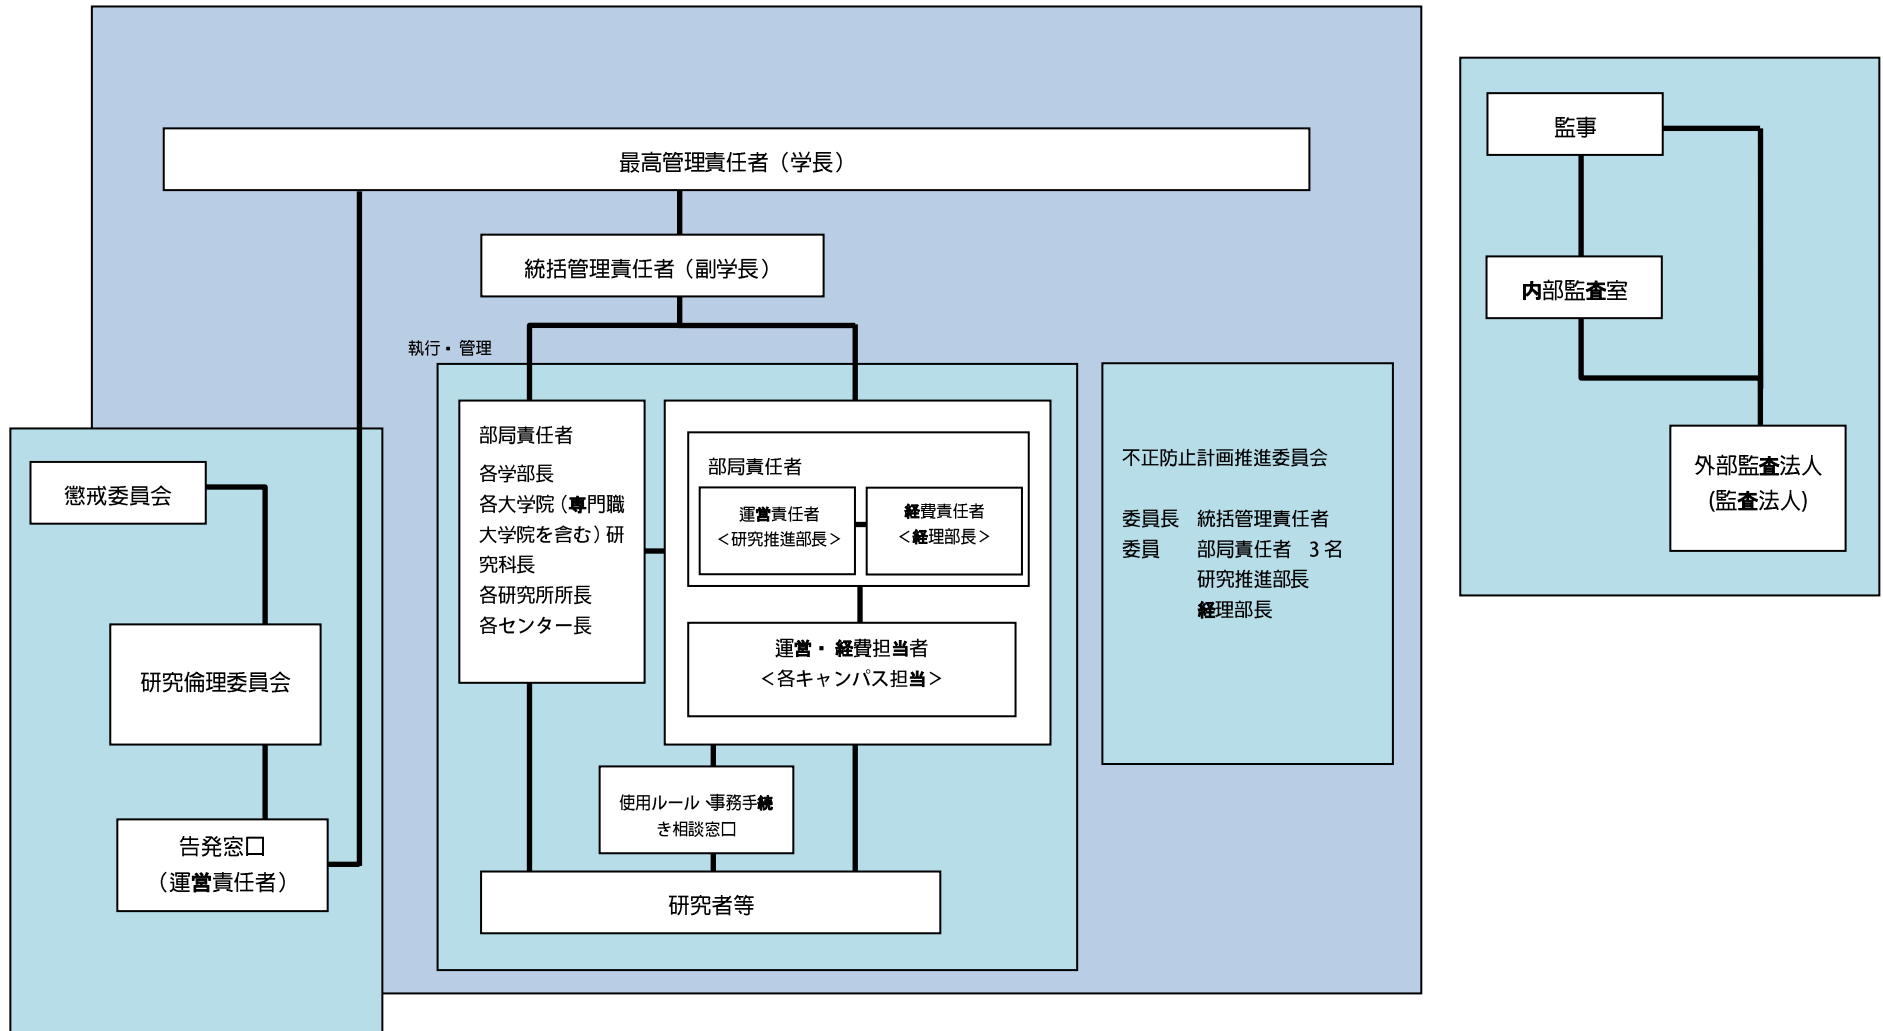 最高管理責任者（学長）
統括管理責任者（副学長）
執行・管理
部局責任者
各学部長
各大学院（専門職
大学院を含む）研
究科長
各研究所所長
各センター長
部局責任者
運営責任者
＜研究推進部長＞
経費責任者
＜経理部長＞
運営・経費担当者
＜各キャンパス担当＞
使用ルール、事務手続
き相談窓口
研究者等
不正防止計画推進委員会
委員長　統括管理責任者
委員　　部局責任者　3 名
研究推進部長
経理部長
懲戒委員会
研究倫理委員会
告発窓口
（運営責任者）
監事
内部監査室
外部監査法人
(監査法人)